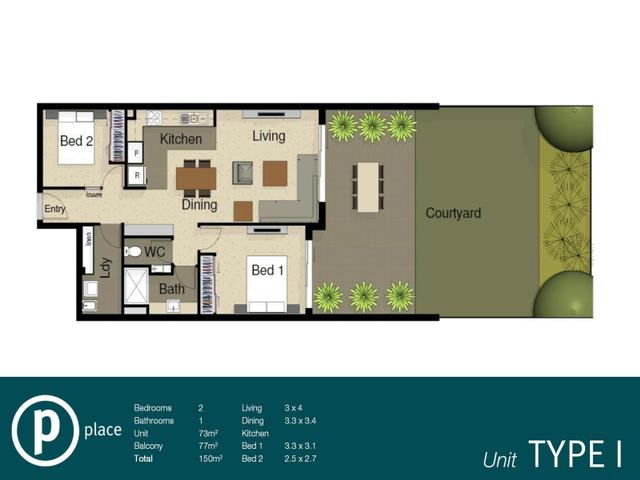 Bed 2
Kitchen
Living
P
R
louvre
Entry
Dining
linen
Ldy
WC
Bath
Bed 1
Courtyard
p place
Bedrooms 2 Living 3 x 4
Bathrooms 1 Dining 3.3 x 3.4
Unit 73m² Kitchen
Balcony 77m² Bed 1 3.3 x 3.1
Total 150m² Bed 2 2.5 x 2.7
Unit TYPE I